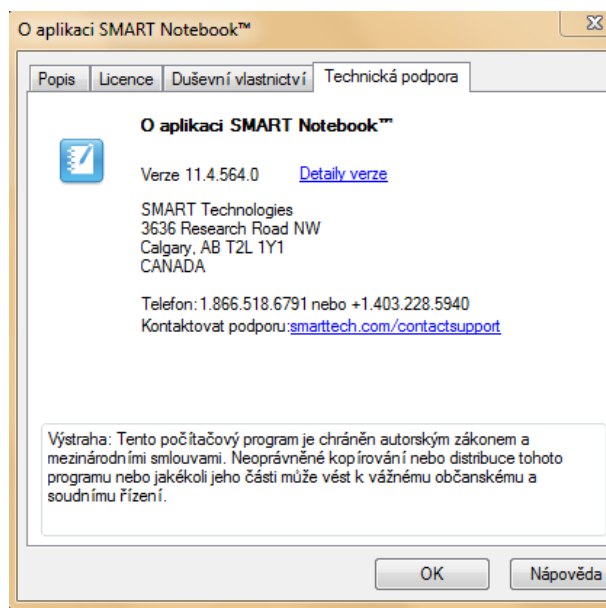 O aplikaci SMART Notebook™
Popis
Licence
Duševní vlastnictví
Technická podpora
O aplikaci SMART Notebook™
Verze 11.4.564.0
Detaily verze
SMART Technologies
3636 Research Road NW
Calgary, AB T2L 1Y1
CANADA
Telefon: 1.866.518.6791 nebo +1.403.228.5940
Kontaktovat podporu:smarttech.com/contactsupport
Výstraha: Tento počítačový program je chráněn autorským zákonem a
mezinárodními smlouvami. Neoprávněné kopírování nebo distribuce tohoto
programu nebo jakékoli jeho části může vést k vážnému občanskému a
soudnímu řízení.
OK
Nápověda